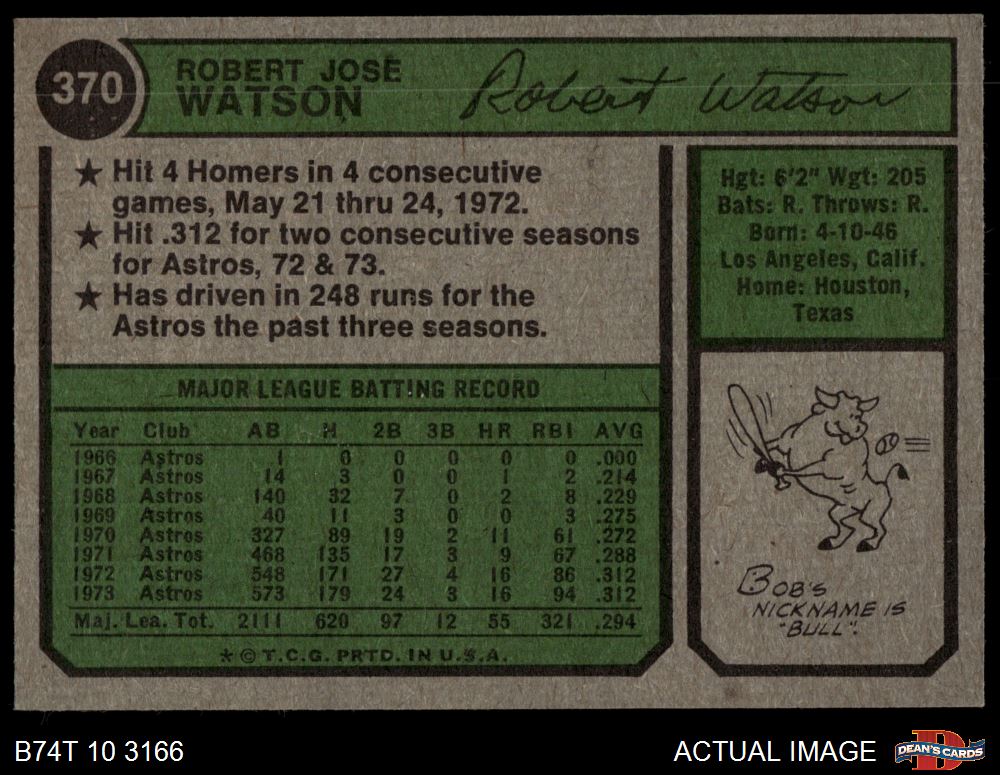 370
ROBERT JOSE
WATSON
Robert Watson
★ Hit 4 Homers in 4 consecutive
games, May 21 thru 24, 1972.
★ Hit .312 for two consecutive seasons
for Astros, 72 & 73.
★ Has driven in 248 runs for the
Astros the past three seasons.
Hgt: 6'2" Wgt: 205
Bats: R. Throws: R.
Born: 4-10-46
Los Angeles, Calif.
Home: Houston,
Texas
MAJOR LEAGUE BATTING RECORD
Year Club AB H 2B 3B HR RBI AVG
1966 Astros 1 0 0 0 0 0 .000
1967 Astros 14 3 0 0 1 2 .214
1968 Astros 140 32 7 0 2 8 .229
1969 Astros 40 11 3 0 0 3 .275
1970 Astros 327 89 19 2 11 61 .272
1971 Astros 468 135 17 3 9 67 .288
1972 Astros 548 171 27 4 16 86 .312
1973 Astros 573 179 24 3 16 94 .312
Maj. Lea. Tot. 2111 620 97 12 55 321 .294
* © T.C.G. PRTD. IN U.S.A.
BOB'S
NICKNAME IS
"BULL".
B74T 10 3166
ACTUAL IMAGE
D
DEAN'S CARDS